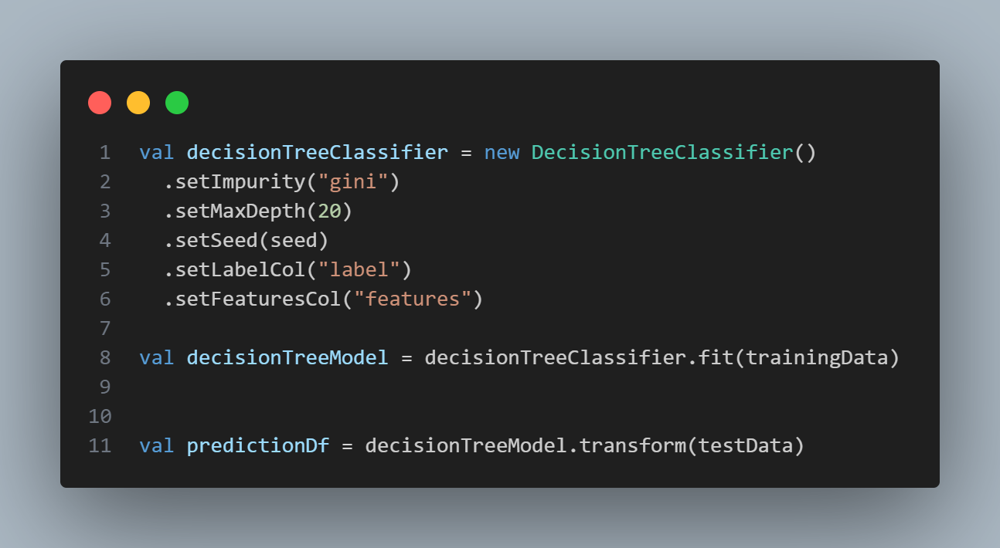 1 val decisionTreeClassifier = new DecisionTreeClassifier()
2   .setImpurity("gini")
3   .setMaxDepth(20)
4   .setSeed(seed)
5   .setLabelCol("label")
6   .setFeaturesCol("features")
7
8 val decisionTreeModel = decisionTreeClassifier.fit(trainingData)
9
10
11 val predictionDf = decisionTreeModel.transform(testData)